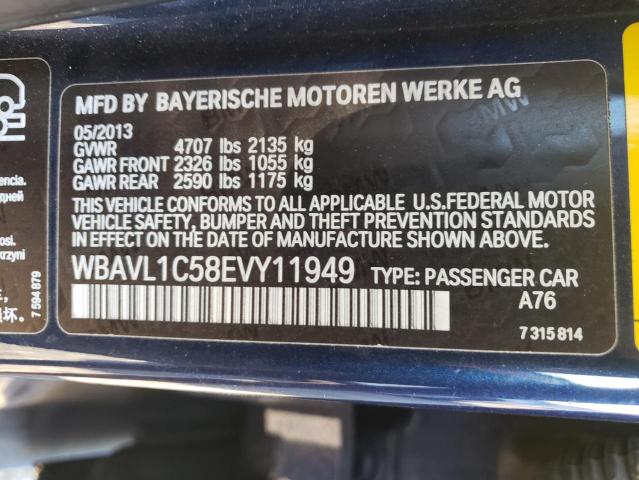 MFD BY BAYERISCHE MOTOREN WERKE AG
05/2013
GVWR 4707 lbs 2135 kg
GAWR FRONT 2326 lbs 1055 kg
GAWR REAR 2590 lbs 1175 kg
THIS VEHICLE CONFORMS TO ALL APPLICABLE U.S.FEDERAL MOTOR
VEHICLE SAFETY, BUMPER AND THEFT PREVENTION STANDARDS
IN EFFECT ON THE DATE OF MANUFACTURE SHOWN ABOVE.
WBAVL1C58EVY11949 TYPE: PASSENGER CAR
A76
7 315 814
7 594 879